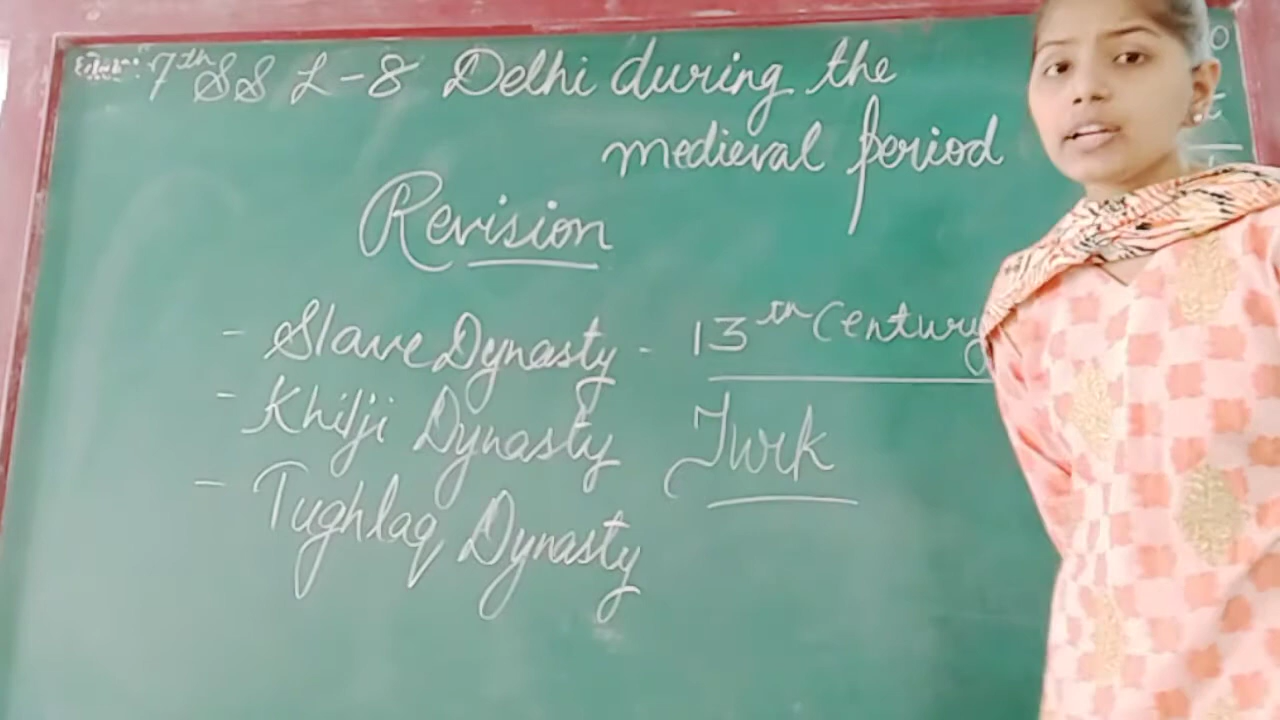 7th SS L-8 Delhi during the
medieval period
Revision
- Slave Dynasty - 13th Century
- Khilji Dynasty Turk
- Tughlaq Dynasty